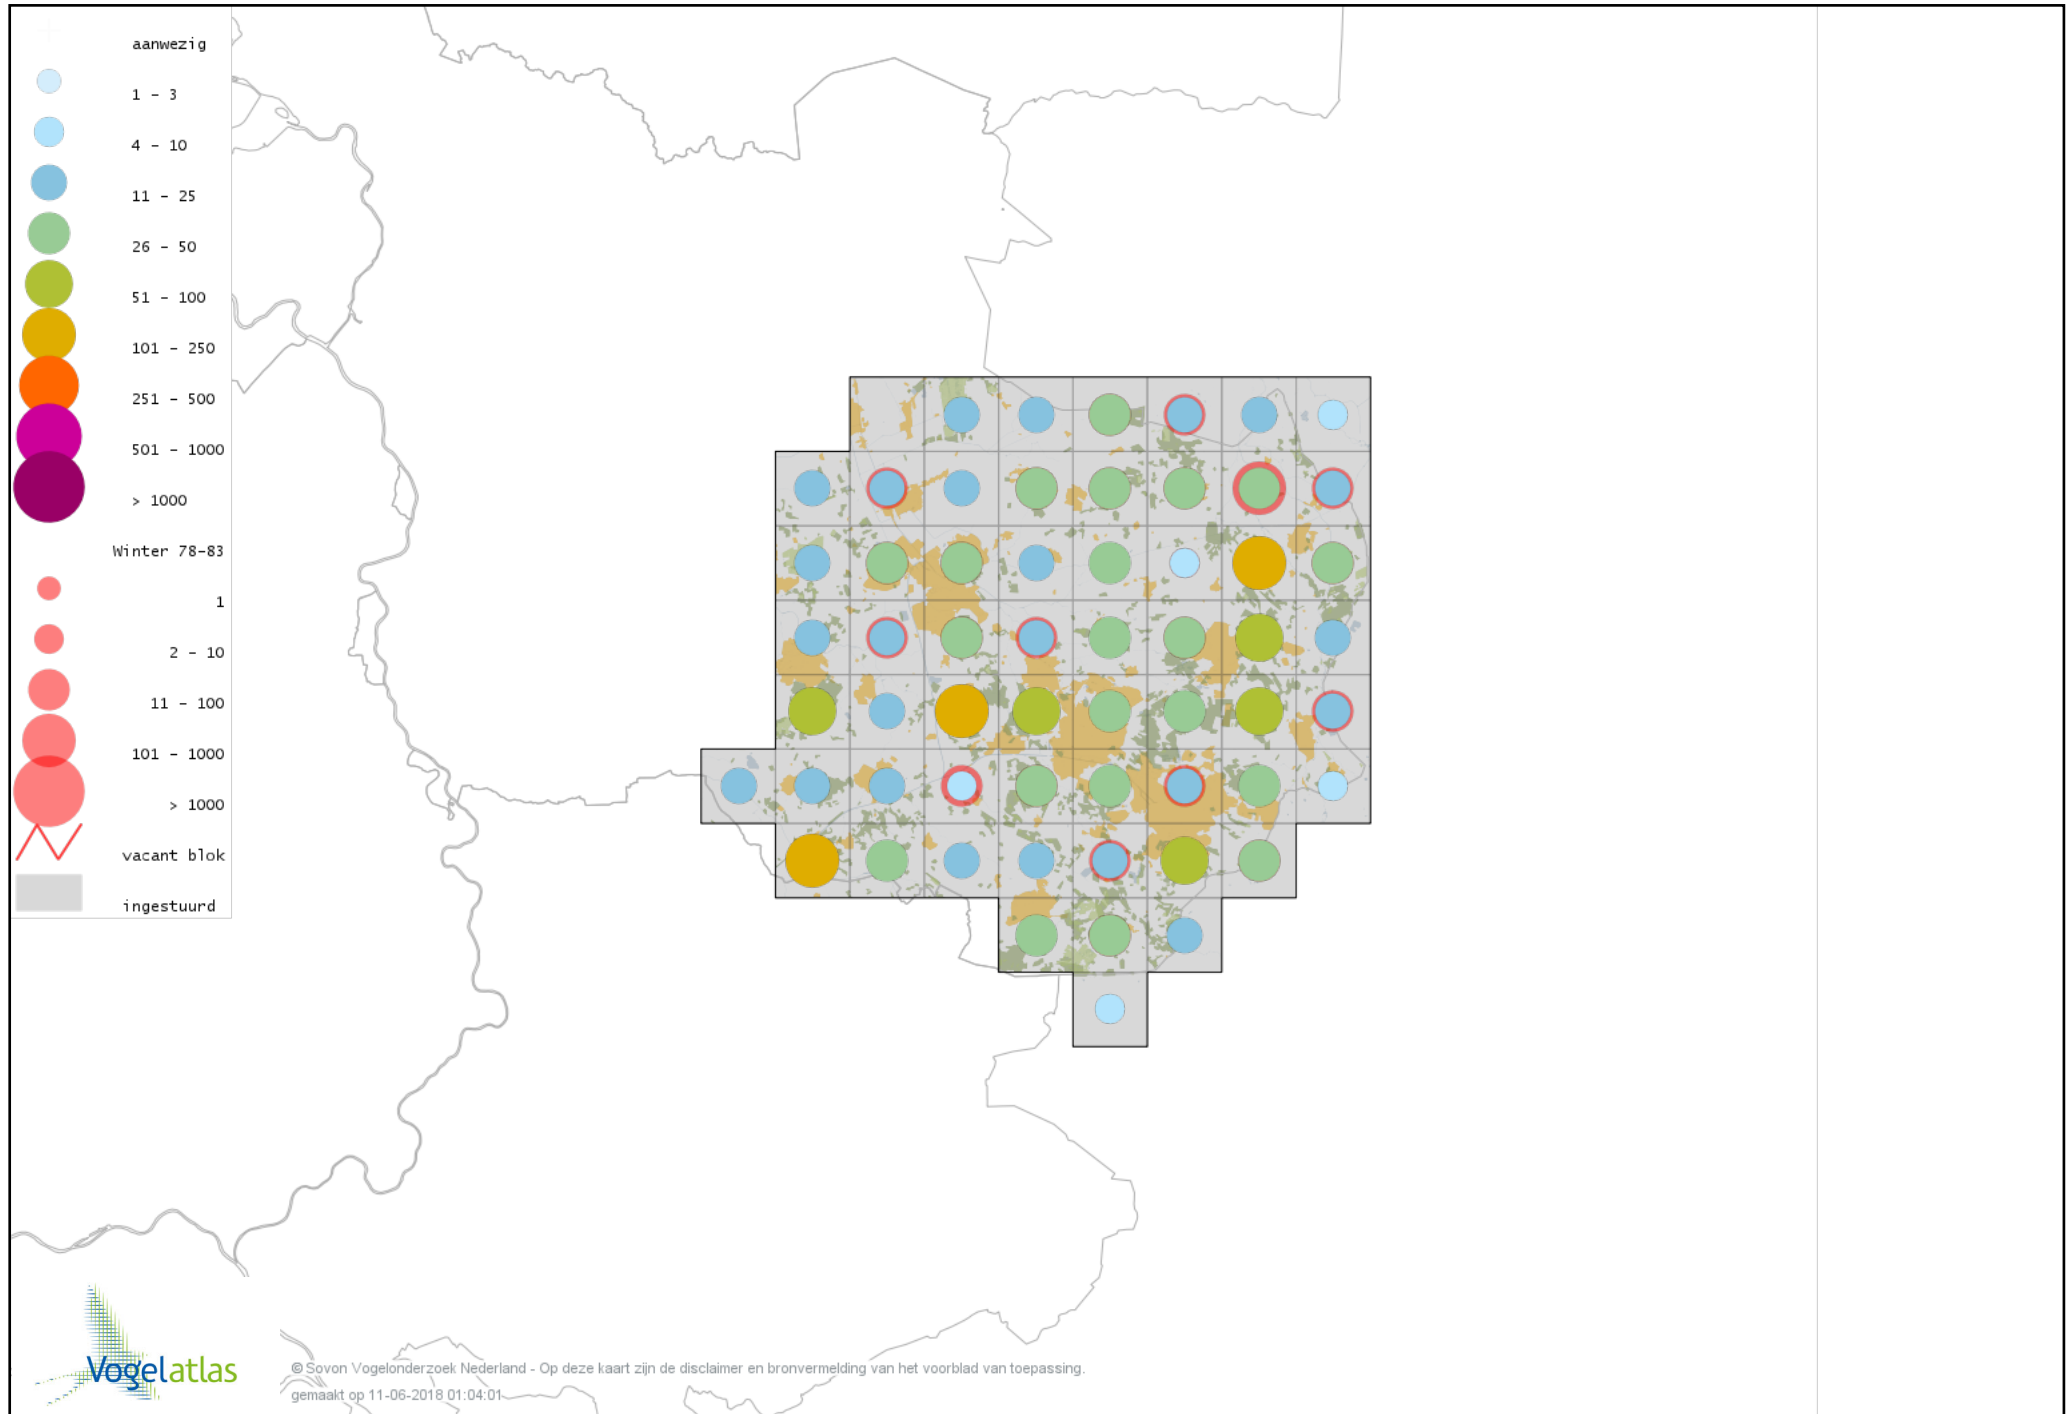 aanwezig
1 – 3
4 – 10
11 – 25
26 – 50
51 – 100
101 – 250
251 – 500
501 – 1000
> 1000
Winter 78–83
1
2 – 10
11 – 100
101 – 1000
> 1000
vacant blok
ingestuurd
Vogelatlas
© Sovon Vogelonderzoek Nederland - Op deze kaart zijn de disclaimer en bronvermelding van het voorblad van toepassing.
gemaakt op 11-06-2018 01:04:01